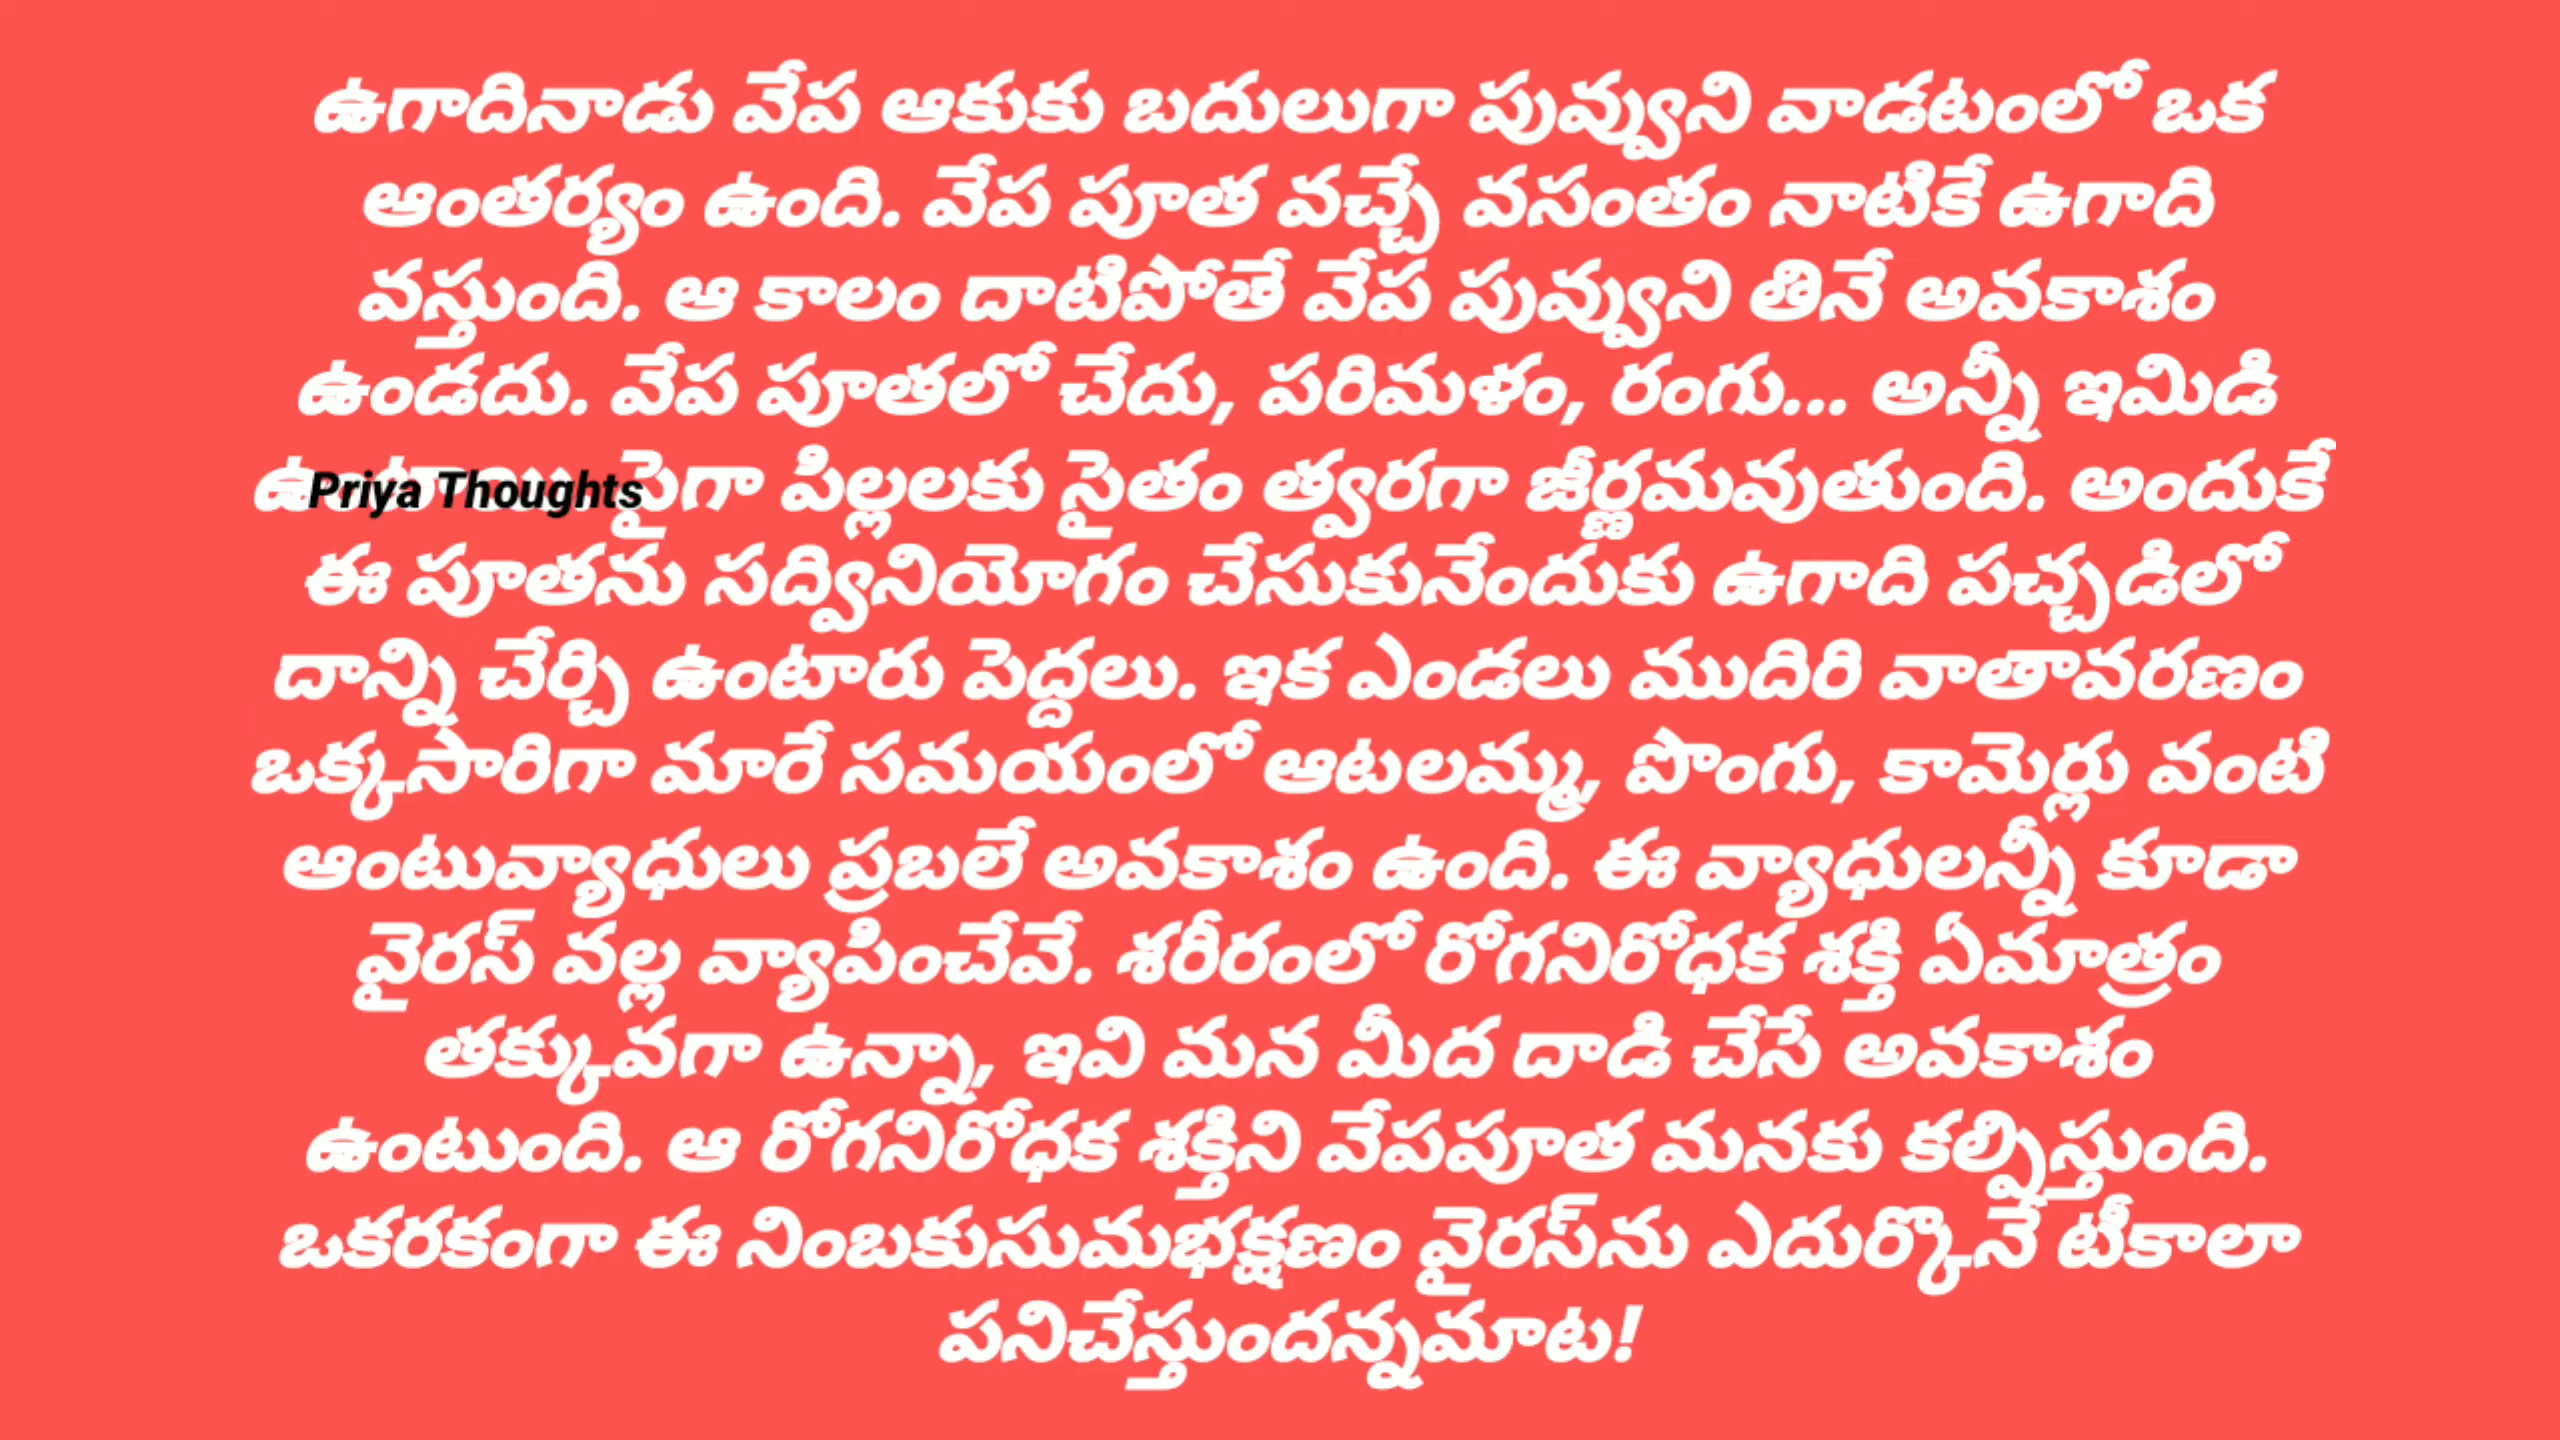 ఉగాదినాడు వేప ఆకుకు బదులుగా పువ్వుని వాడటంలో ఒక
ఆంతర్యం ఉంది. వేప పూత వచ్చే వసంతం నాటికే ఉగాది
వస్తుంది. ఆ కాలం దాటిపోతే వేప పువ్వుని తినే అవకాశం
ఉండదు. వేప పూతలో చేదు, పరిమళం, రంగు... అన్నీ ఇమిడి
పైగా పిల్లలకు సైతం త్వరగా జీర్ణమవుతుంది. అందుకే
Priya Thoughts
ఈ పూతను సద్వినియోగం చేసుకునేందుకు ఉగాది పచ్చడిలో
దాన్ని చేర్చి ఉంటారు పెద్దలు. ఇక ఎండలు ముదిరి వాతావరణం
ఒక్కసారిగా మారే సమయంలో ఆటలమ్మ, పొంగు, కామెర్లు వంటి
ఆంటువ్యాధులు ప్రబలే అవకాశం ఉంది. ఈ వ్యాధులన్నీ కూడా
వైరస్ వల్ల వ్యాపించేవే. శరీరంలో రోగనిరోధక శక్తి ఏమాత్రం
తక్కువగా ఉన్నా, ఇవి మన మీద దాడి చేసే అవకాశం
ఉంటుంది. ఆ రోగనిరోధక శక్తిని వేపపూత మనకు కల్పిస్తుంది.
ఒకరకంగా ఈ నింబకుసుమభక్షణం వైరస్‌ను ఎదుర్కొనే టీకాలా
పనిచేస్తుందన్నమాట!